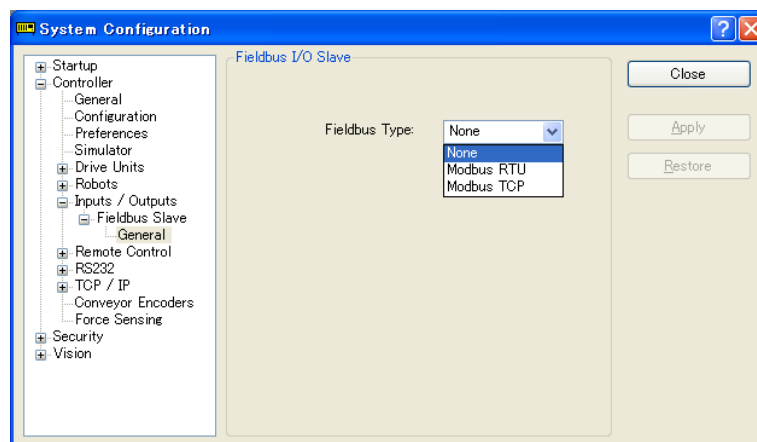 System Configuration
Startup
Controller
General
Configuration
Preferences
Simulator
Drive Units
Robots
Inputs / Outputs
Fieldbus Slave
General
Remote Control
RS232
TCP / IP
Conveyor Encoders
Force Sensing
Security
Vision
Fieldbus I/O Slave
Fieldbus Type: None
None
Modbus RTU
Modbus TCP
Close
Apply
Restore